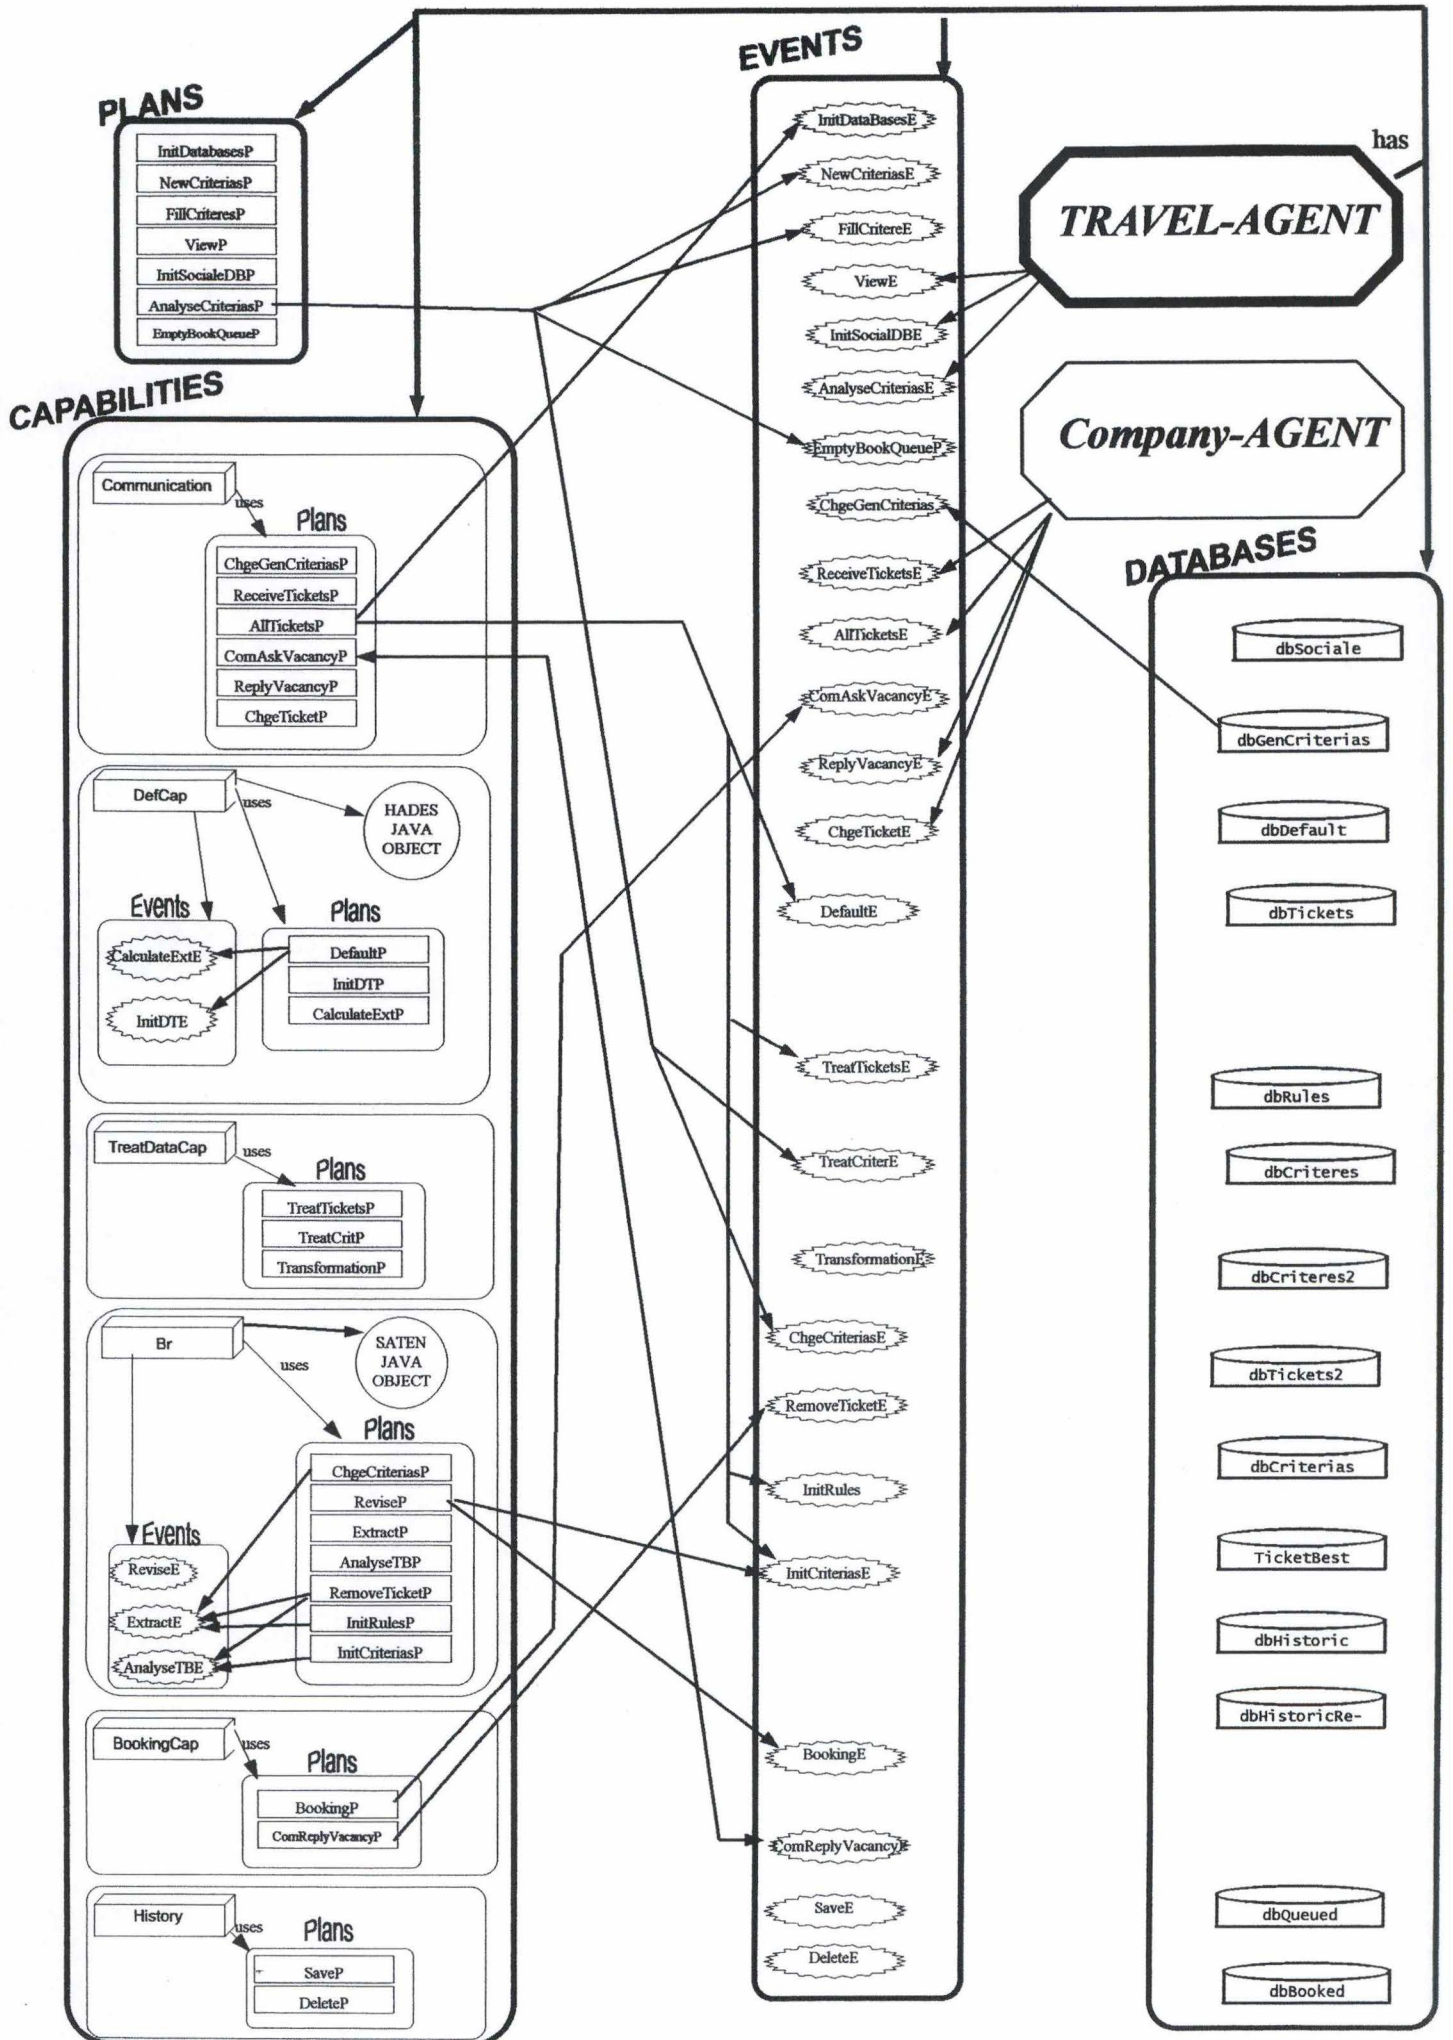 PLANS
InitDatabasesP
NewCriteriasP
FillCriteresP
ViewP
InitSocialeDBP
AnalyseCriteriasP
EmptyBookQueueP
CAPABILITIES
Communication
uses
Plans
ChgeGenCriteriasP
ReceiveTicketsP
AllTicketsP
ComAskVacancyP
ReplyVacancyP
ChgeTicketP
DefCap
uses
HADES
JAVA
OBJECT
Events
CalculateExtE
InitDTE
Plans
DefaultP
InitDTP
CalculateExtP
TreatDataCap
uses
Plans
TreatTicketsP
TreatCritP
TransformationP
Br
uses
SATEN
JAVA
OBJECT
Plans
ChgeCriteriasP
ReviseP
ExtractP
AnalyseTBP
RemoveTicketP
InitRulesP
InitCriteriasP
Events
ReviseE
ExtractE
AnalyseTBE
BookingCap
uses
Plans
BookingP
ComReplyVacancyP
History
uses
Plans
SaveP
DeleteP
EVENTS
InitDataBasesE
NewCriteriasE
FillCritereE
ViewE
InitSocialDBE
AnalyseCriteriasE
EmptyBookQueueP
ChgeGenCriterias
ReceiveTicketsE
AllTicketsE
ComAskVacancyE
ReplyVacancyE
ChgeTicketE
DefaultE
TreatTicketsE
TreatCriterE
TransformationE
ChgeCriteriasE
RemoveTicketE
InitRules
InitCriteriasE
BookingE
ComReplyVacancyE
SaveE
DeleteE
has
TRAVEL-AGENT
Company-AGENT
DATABASES
dbSociale
dbGenCriterias
dbDefault
dbTickets
dbRules
dbCriteres
dbCriteres2
dbTickets2
dbCriterias
TicketBest
dbHistoric
dbHistoricRe-
dbQueued
dbBooked